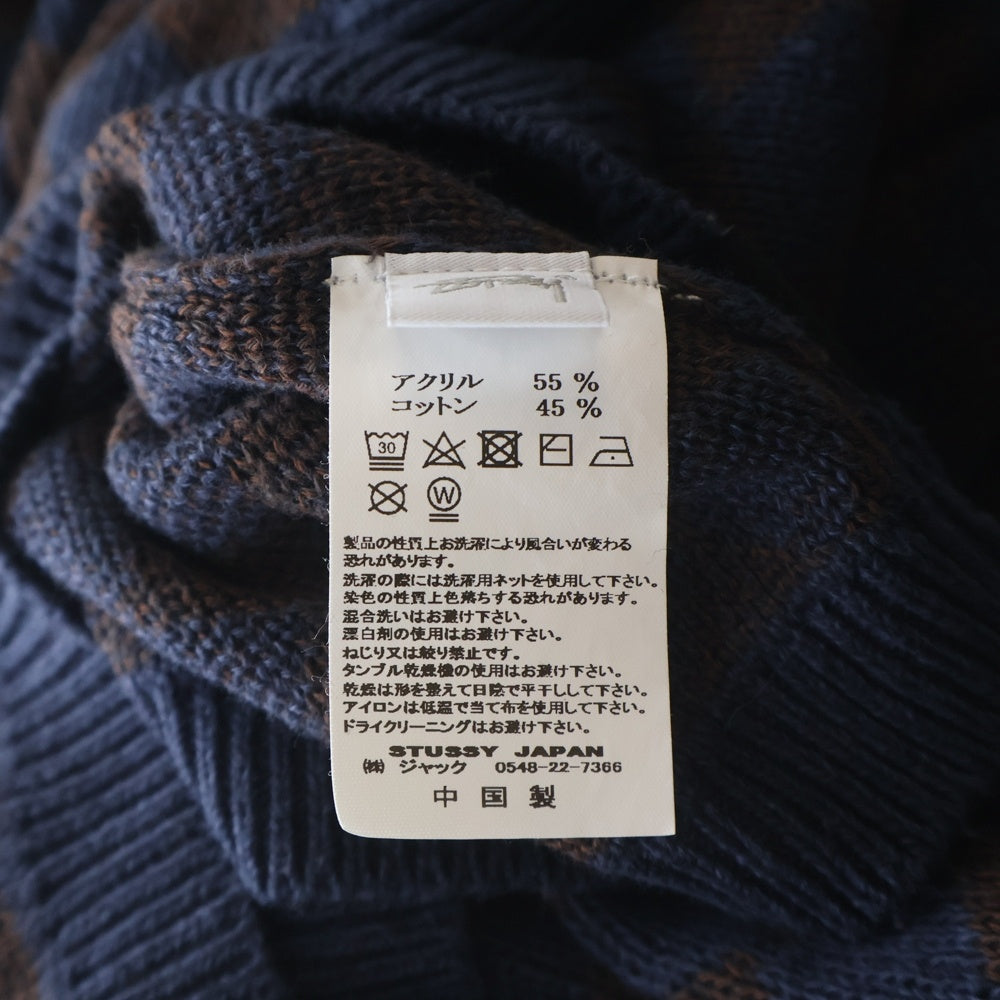 アクリル 55 %
コットン 45 %
30
W
製品の性質上お洗濯により風合いが変わる
恐れがあります。
洗濯の際には洗濯用ネットを使用して下さい。
染色の性質上色落ちする恐れがあります。
混合洗いはお避け下さい。
漂白剤の使用はお避け下さい。
ねじり又は絞り禁止です。
タンブル乾燥機の使用はお避け下さい。
乾燥は形を整えて日陰で平干しして下さい。
アイロンは低温で当て布を使用して下さい。
ドライクリーニングはお避け下さい。
STUSSY JAPAN
㈱ ジャック 0548-22-7366
中国製